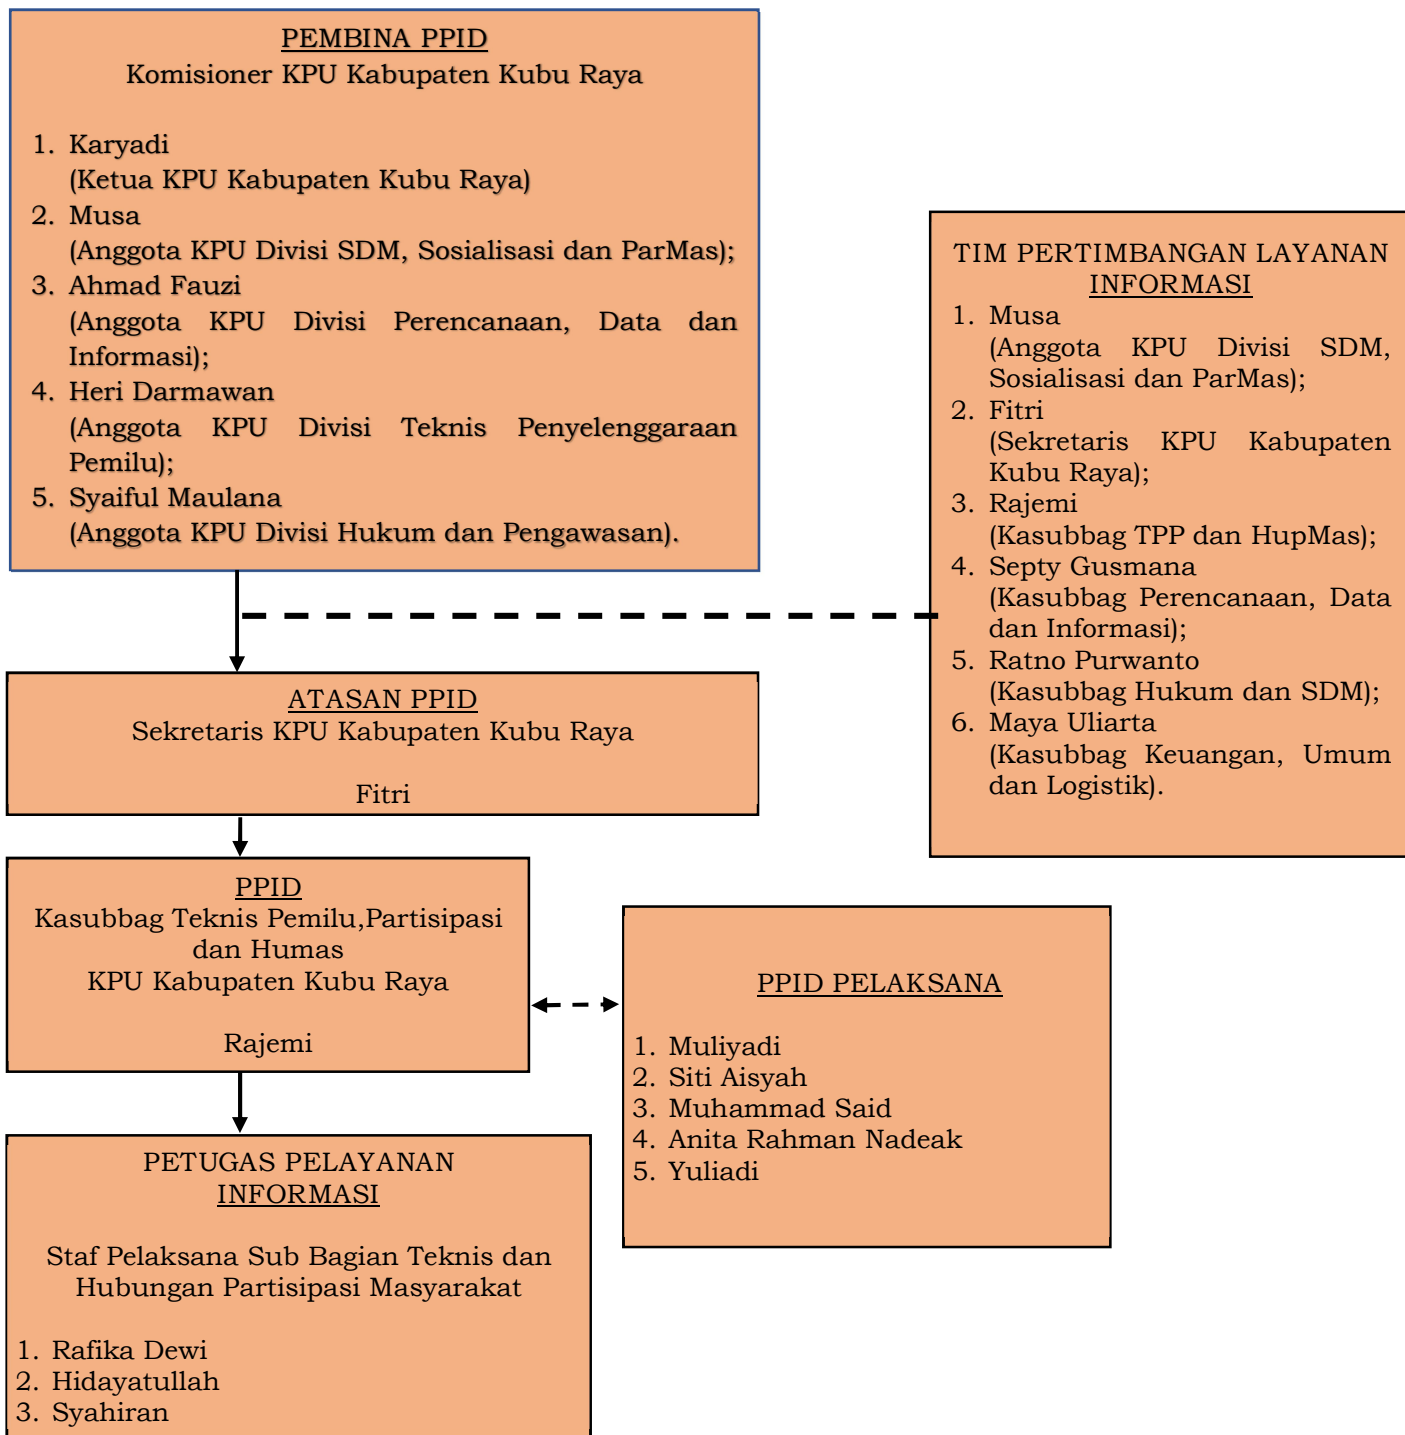 PEMBINA PPID
Komisioner KPU Kabupaten Kubu Raya
1. Karyadi
(Ketua KPU Kabupaten Kubu Raya)
2. Musa
(Anggota KPU Divisi SDM, Sosialisasi dan ParMas);
3. Ahmad Fauzi
(Anggota KPU Divisi Perencanaan, Data dan
Informasi);
4. Heri Darmawan
(Anggota KPU Divisi Teknis Penyelenggaraan
Pemilu);
5. Syaiful Maulana
(Anggota KPU Divisi Hukum dan Pengawasan).
TIM PERTIMBANGAN LAYANAN
INFORMASI
1. Musa
(Anggota KPU Divisi SDM,
Sosialisasi dan ParMas);
2. Fitri
(Sekretaris KPU Kabupaten
Kubu Raya);
3. Rajemi
(Kasubbag TPP dan HupMas);
4. Septy Gusmana
(Kasubbag Perencanaan, Data
dan Informasi);
5. Ratno Purwanto
(Kasubbag Hukum dan SDM);
6. Maya Uliarta
(Kasubbag Keuangan, Umum
dan Logistik).
ATASAN PPID
Sekretaris KPU Kabupaten Kubu Raya
Fitri
PPID
Kasubbag Teknis Pemilu,Partisipasi
dan Humas
KPU Kabupaten Kubu Raya
Rajemi
PPID PELAKSANA
1. Muliyadi
2. Siti Aisyah
3. Muhammad Said
4. Anita Rahman Nadeak
5. Yuliadi
PETUGAS PELAYANAN
INFORMASI
Staf Pelaksana Sub Bagian Teknis dan
Hubungan Partisipasi Masyarakat
1. Rafika Dewi
2. Hidayatullah
3. Syahiran